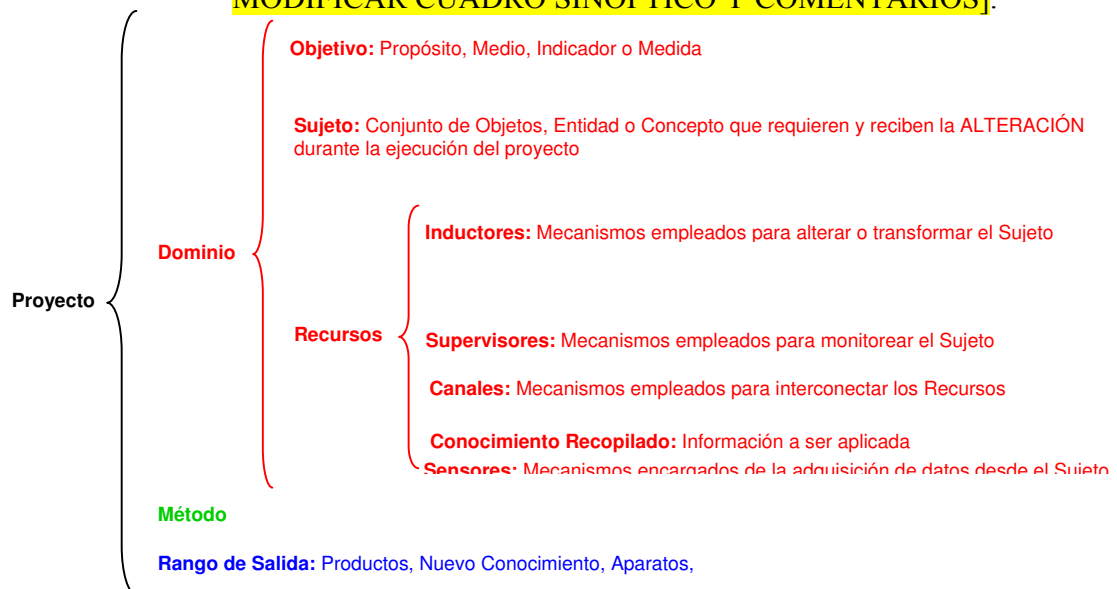 MODIFICAR CUADRO SINÓPTICO Y COMENTARIOS].
Objetivo: Propósito, Medio, Indicador o Medida
Sujeto: Conjunto de Objetos, Entidad o Concepto que requieren y reciben la ALTERACIÓN
durante la ejecución del proyecto
Inductores: Mecanismos empleados para alterar o transformar el Sujeto
Dominio
Proyecto
Recursos
Supervisores: Mecanismos empleados para monitorear el Sujeto
Canales: Mecanismos empleados para interconectar los Recursos
Conocimiento Recopilado: Información a ser aplicada
Sensores: Mecanismos encargados de la adquisición de datos desde el Sujeto
Método
Rango de Salida: Productos, Nuevo Conocimiento, Aparatos,